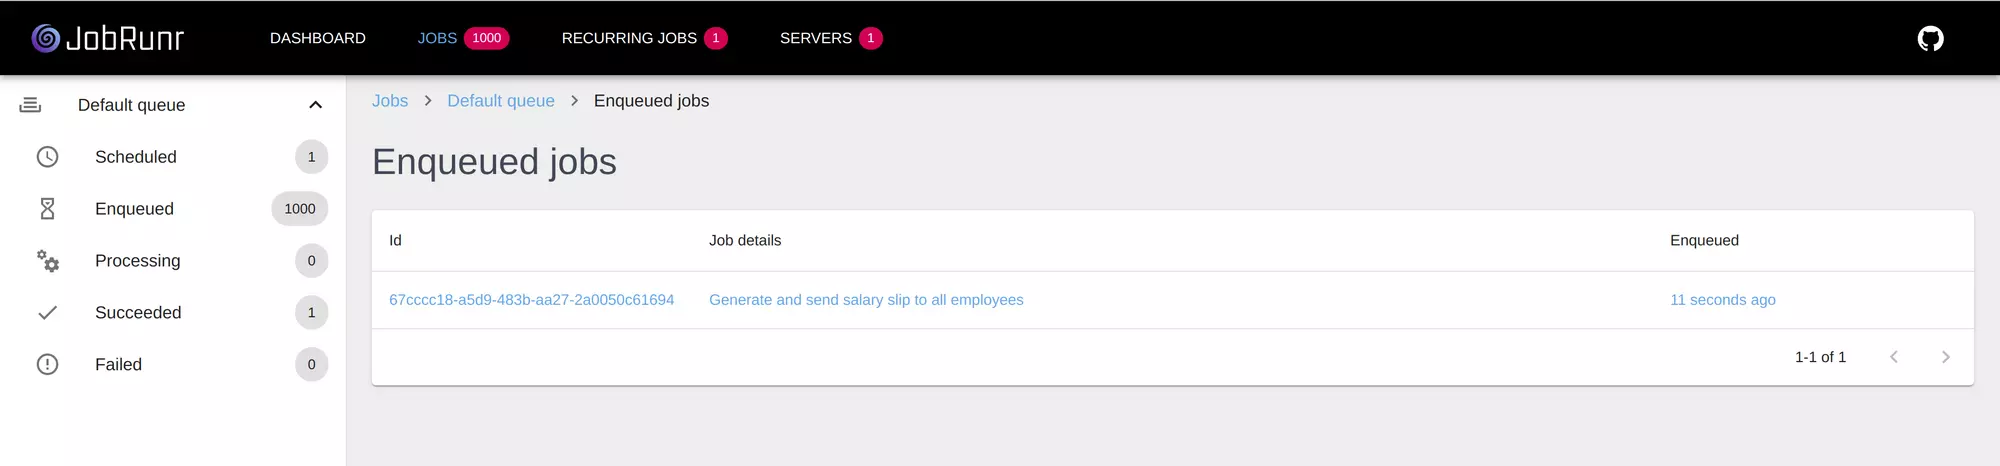 JobRunr DASHBOARD JOBS 1000 RECURRING JOBS 1 SERVERS 1
Default queue
Scheduled 1
Enqueued 1000
Processing 0
Succeeded 1
Failed 0
Jobs > Default queue > Enqueued jobs
Enqueued jobs
Id Job details Enqueued
67cccc18-a5d9-483b-aa27-2a0050c61694 Generate and send salary slip to all employees 11 seconds ago
1-1 of 1